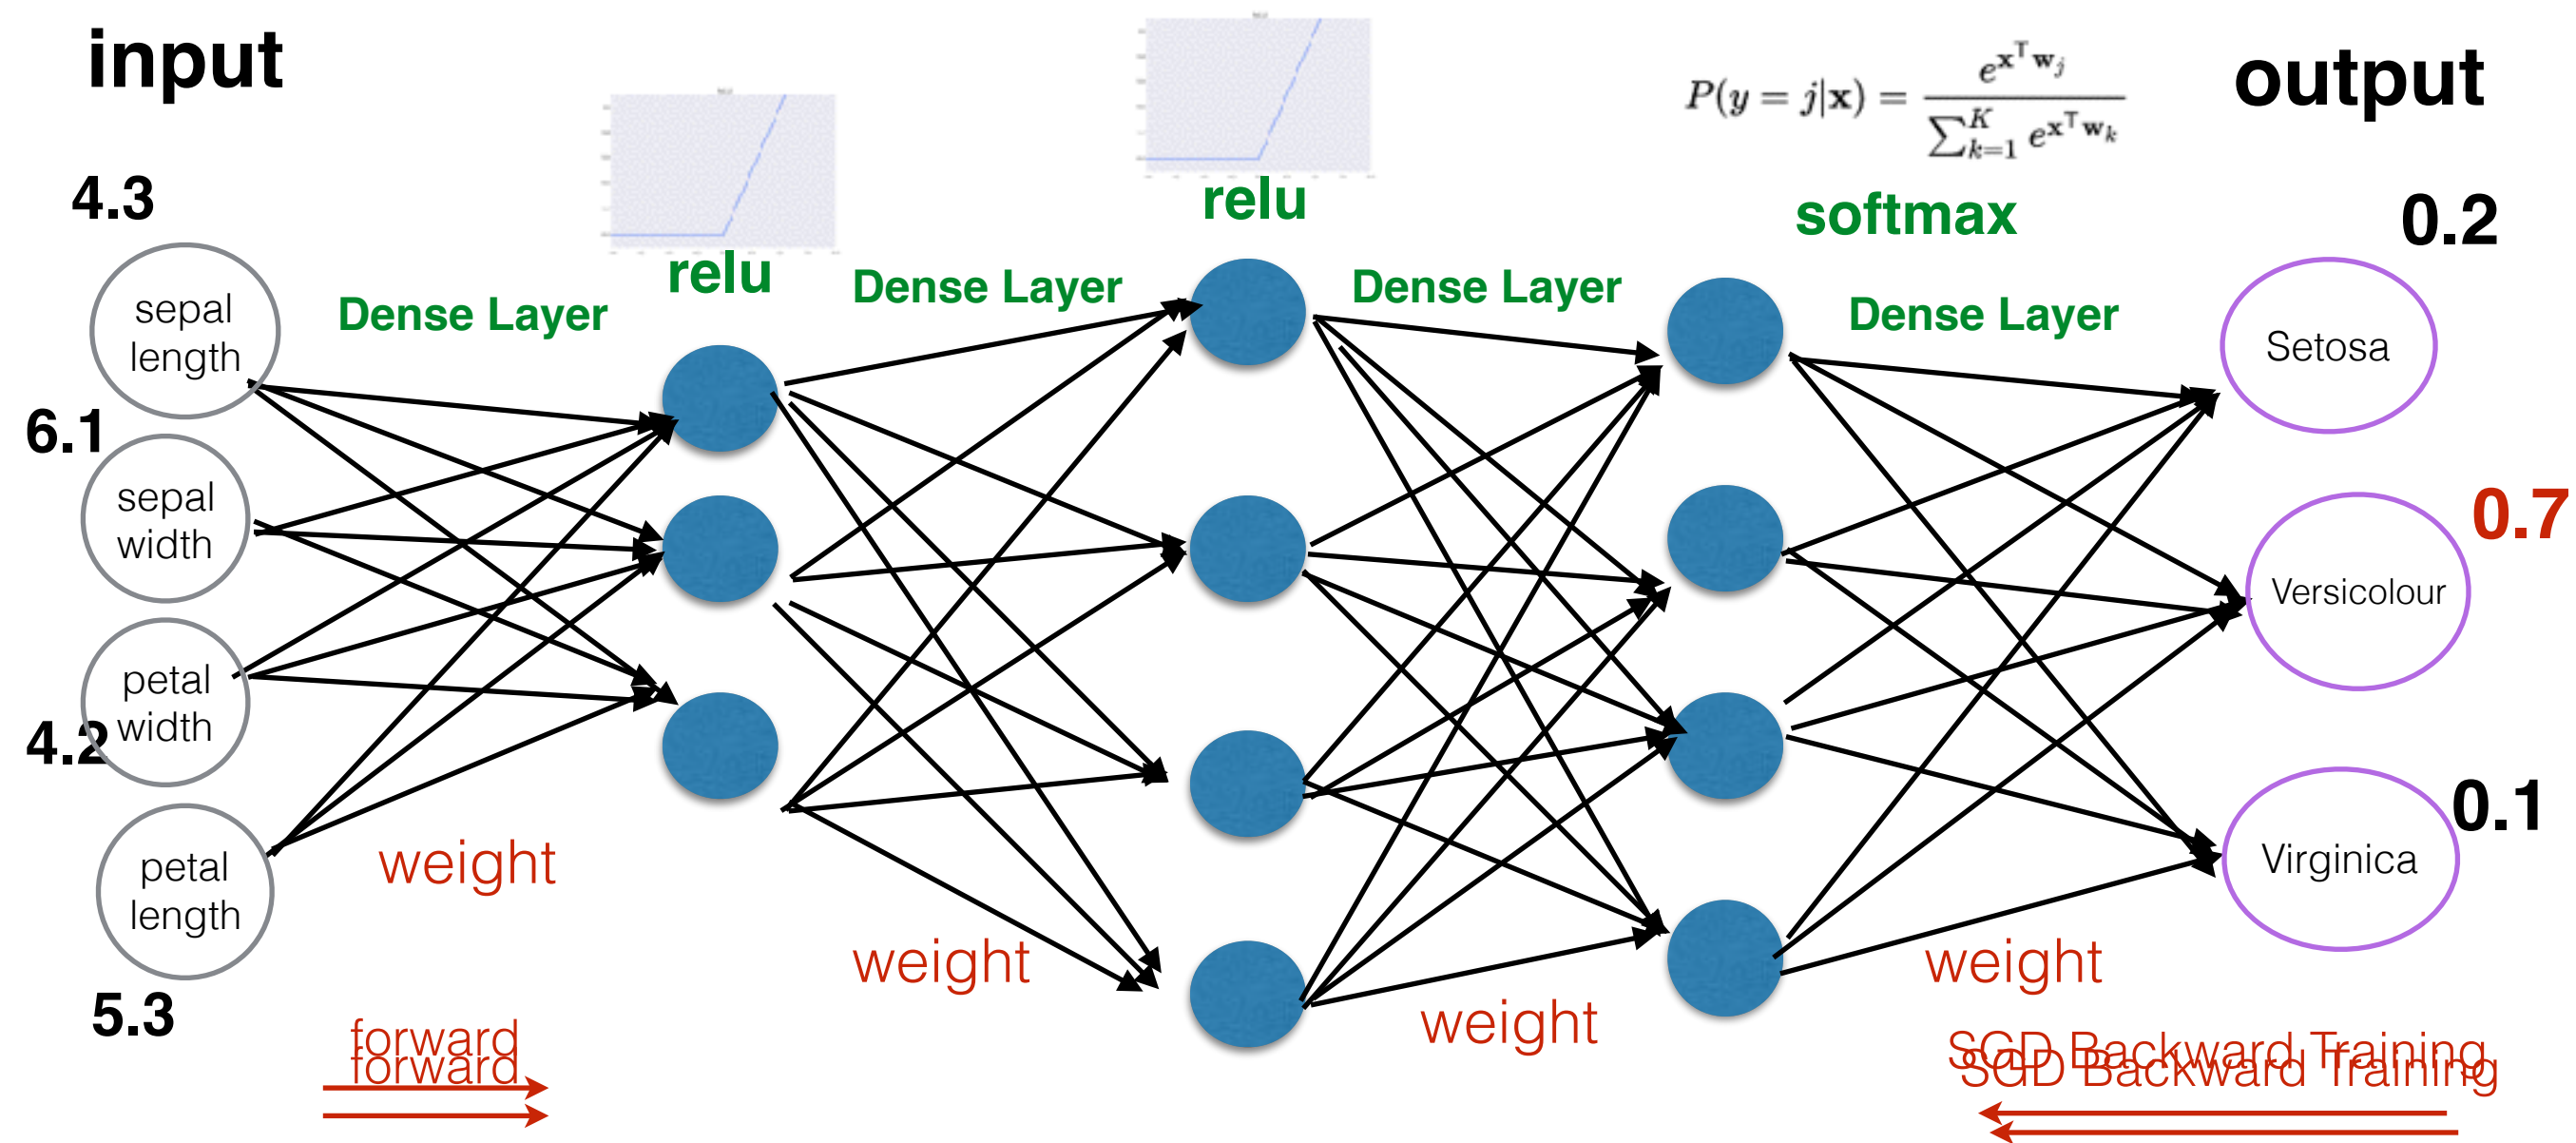 input
output
P(y = j|x) = e^{x^T w_j} / ∑_{k=1}^{K} e^{x^T w_k}
4.3
relu
relu
softmax
0.2
sepal
length
Dense Layer
Dense Layer
Dense Layer
Dense Layer
Setosa
6.1
sepal
width
0.7
Versicolour
petal
width
4.2
0.1
petal
length
Virginica
weight
weight
weight
weight
5.3
forward
forward
SGD Backward Training
SGD Backward Training